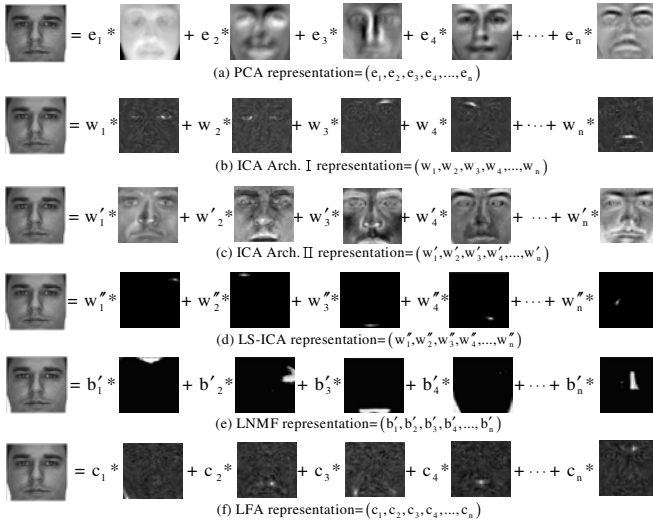 = e₁* + e₂* + e₃* + e₄* + ··· + eₙ*
(a) PCA representation=(e₁,e₂,e₃,e₄,...,eₙ)
= w₁* + w₂* + w₃* + w₄* + ··· + wₙ*
(b) ICA Arch. I representation=(w₁,w₂,w₃,w₄,...,wₙ)
= w′₁* + w′₂* + w′₃* + w′₄* + ··· + w′ₙ*
(c) ICA Arch. II representation=(w′₁,w′₂,w′₃,w′₄,...,w′ₙ)
= w″₁* + w″₂* + w″₃* + w″₄* + ··· + w″ₙ*
(d) LS-ICA representation=(w″₁,w″₂,w″₃,w″₄,...,w″ₙ)
= b′₁* + b′₂* + b′₃* + b′₄* + ··· + b′ₙ*
(e) LNMF representation=(b′₁,b′₂,b′₃,b′₄,...,b′ₙ)
= c₁* + c₂* + c₃* + c₄* + ··· + cₙ*
(f) LFA representation=(c₁,c₂,c₃,c₄,...,cₙ)